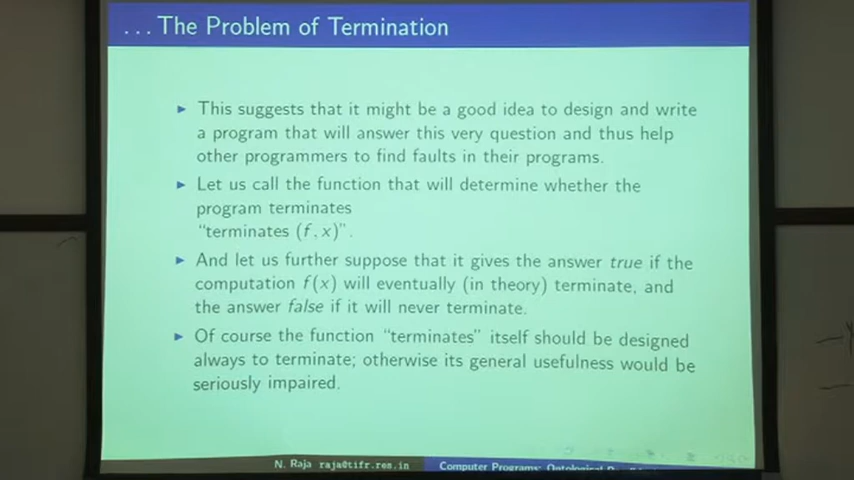 ...The Problem of Termination
This suggests that it might be a good idea to design and write
a program that will answer this very question and thus help
other programmers to find faults in their programs.
Let us call the function that will determine whether the
program terminates
“terminates (f,x)”.
And let us further suppose that it gives the answer true if the
computation f(x) will eventually (in theory) terminate, and
the answer false if it will never terminate.
Of course the function “terminates” itself should be designed
always to terminate; otherwise its general usefulness would be
seriously impaired.
N. Raja raja@tifr.res.in Computer Programs: Ontological